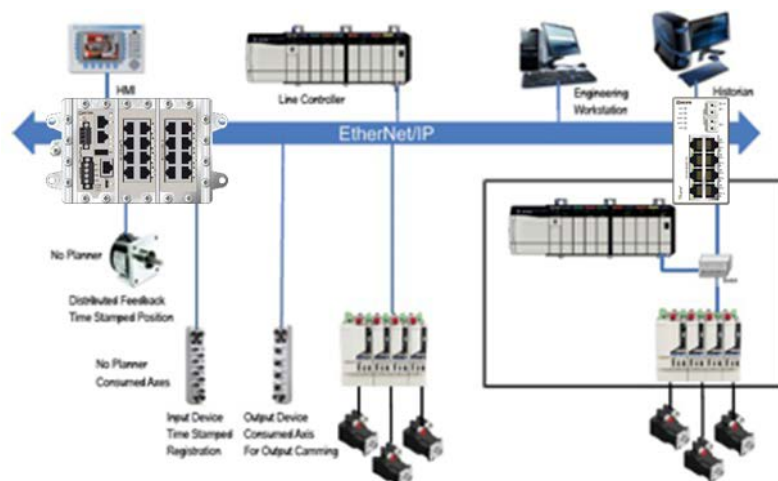 HMI
Line Controller
Engineering
Workstation
Historian
EtherNet/IP
No Planner
Distributed Feedback
Time Stamped Position
No Planner
Consumed Axes
Input Device
Time Stamped
Registration
Output Device
Consumed Axis
For Output Camming